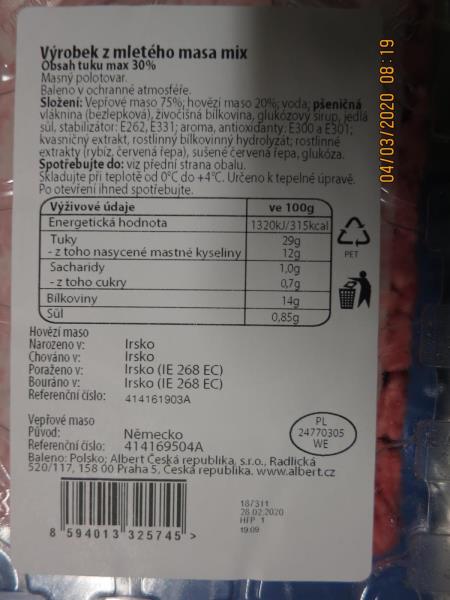 Výrobek z mletého masa mix
Obsah tuku max 30%
Masný polotovar.
Baleno v ochranné atmosféře.
Složení: Vepřové maso 75%, hovězí maso 20%, voda, pšeničná
vláknina (bezlepková), živočišná bílkovina, glukózový sirup, jedlá
sůl, stabilizátor: E262, E331; aroma, antioxidanty: E300 a E301;
kvasničný extrakt, rostlinný bílkovinný hydrolyzát; rostlinné
extrakty (rybíz, červená řepa), sušené červená řepa, glukóza.
Spotřebujte do: viz přední strana obalu.
Skladujte při teplotě od 0°C do +4°C. Určeno k tepelné úpravě.
Po otevření ihned spotřebujte.
Výživové údaje ve 100g
Energetická hodnota 1320kJ/315kcal
Tuky 29g
- z toho nasycené mastné kyseliny 12g
Sacharidy 1,0g
- z toho cukry 0,7g
Bílkoviny 14g
Sůl 0,85g
PET
Hovězí maso
Narozeno v: Irsko
Chováno v: Irsko
Poraženo v: Irsko (IE 268 EC)
Bouráno v: Irsko (IE 268 EC)
Referenční číslo: 414161903A
Vepřové maso
Původ: Německo
Referenční číslo: 414169504A
PL
24770305
WE
Baleno: Polsko; Albert Česká republika, s.r.o., Radlická
520/117, 158 00 Praha 5, Česká republika. www.albert.cz
8 594013 325745 >
167311
26.02.2020
HFP 1
19:09
04/03/2020 08:19